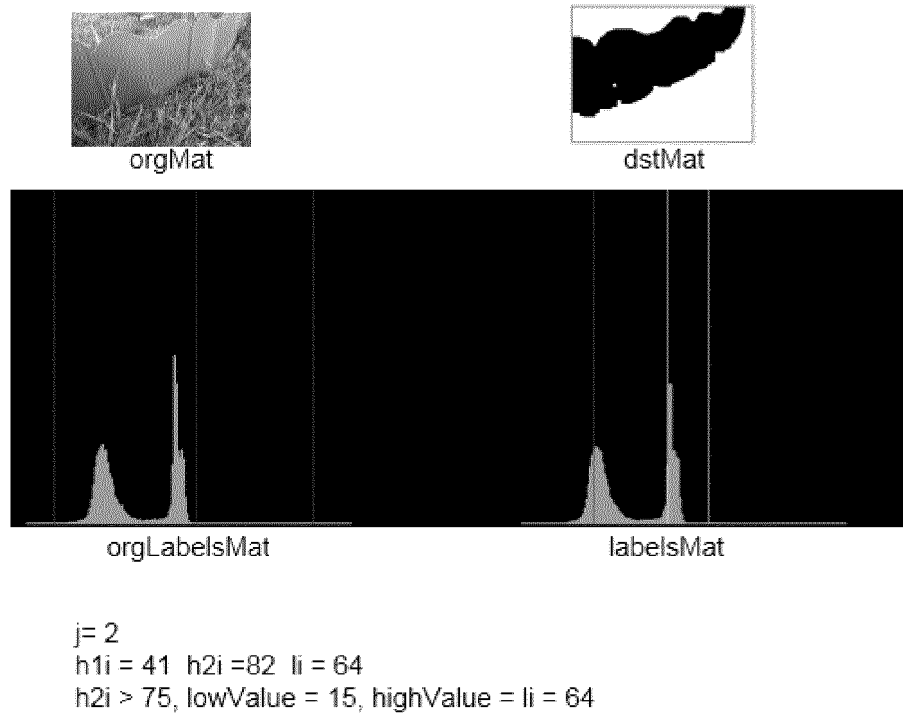 orgMat
dstMat
orgLabelsMat
labelsMat
j= 2
h1i = 41 h2i =82 li = 64
h2i > 75, lowValue = 15, highValue = li = 64